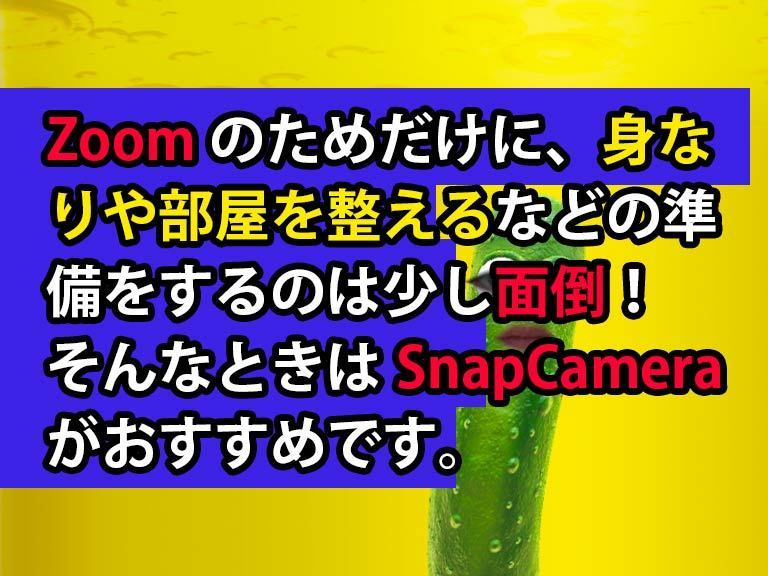 Zoom のためだけに、身な
りや部屋を整えるなどの準
備をするのは少し面倒！
そんなときは SnapCamera
がおすすめです。